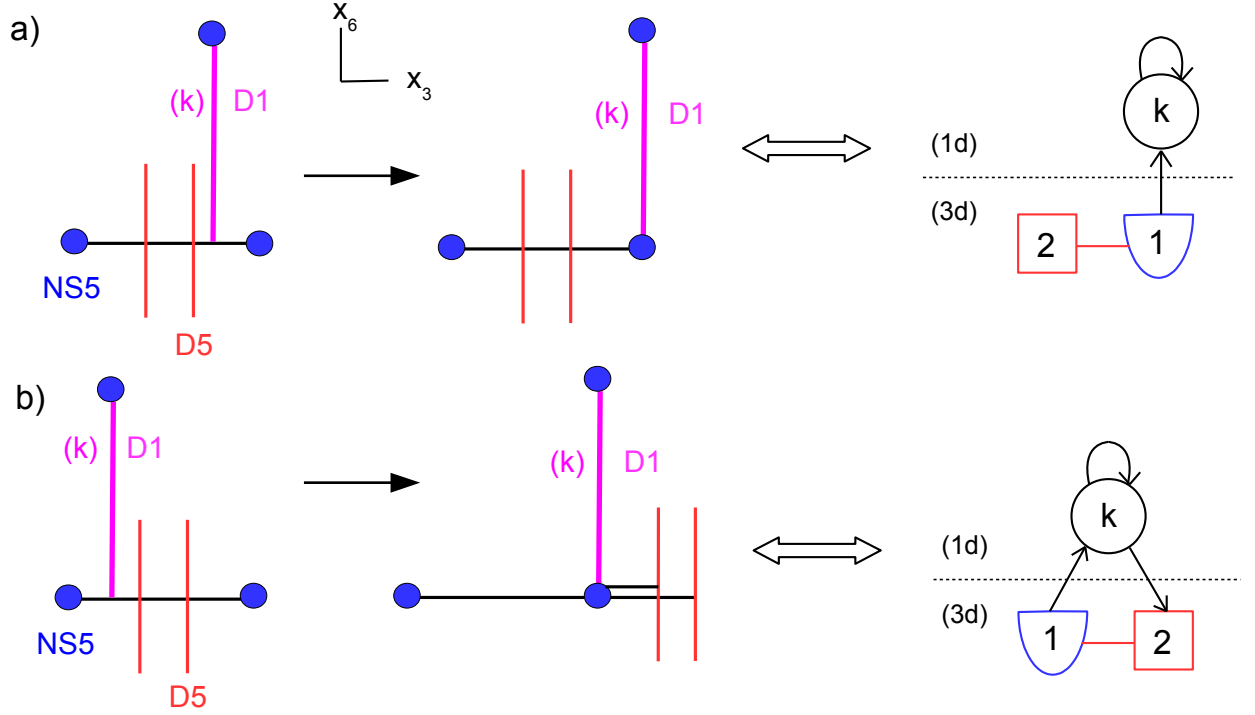 a)
x6
x3
(k) D1
NS5
D5
(k) D1
(1d)
(3d)
k
2
1
b)
(k) D1
NS5
D5
(k) D1
(1d)
(3d)
k
1
2